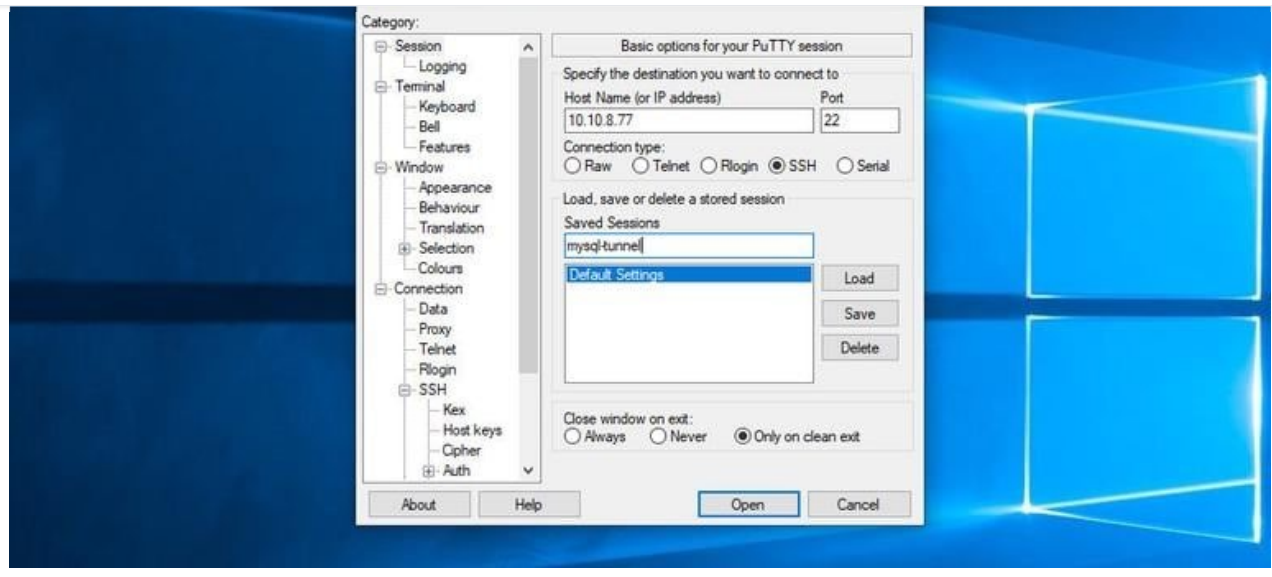 Category:
Session
Logging
Terminal
Keyboard
Bell
Features
Window
Appearance
Behaviour
Translation
Selection
Colours
Connection
Data
Proxy
Telnet
Rlogin
SSH
Kex
Host keys
Cipher
Auth
Basic options for your PuTTY session
Specify the destination you want to connect to
Host Name (or IP address) Port
10.10.8.77 22
Connection type:
Raw Telnet Rlogin SSH Serial
Load, save or delete a stored session
Saved Sessions
mysql-tunnel
Default Settings
Load
Save
Delete
Close window on exit:
Always Never Only on clean exit
About Help Open Cancel